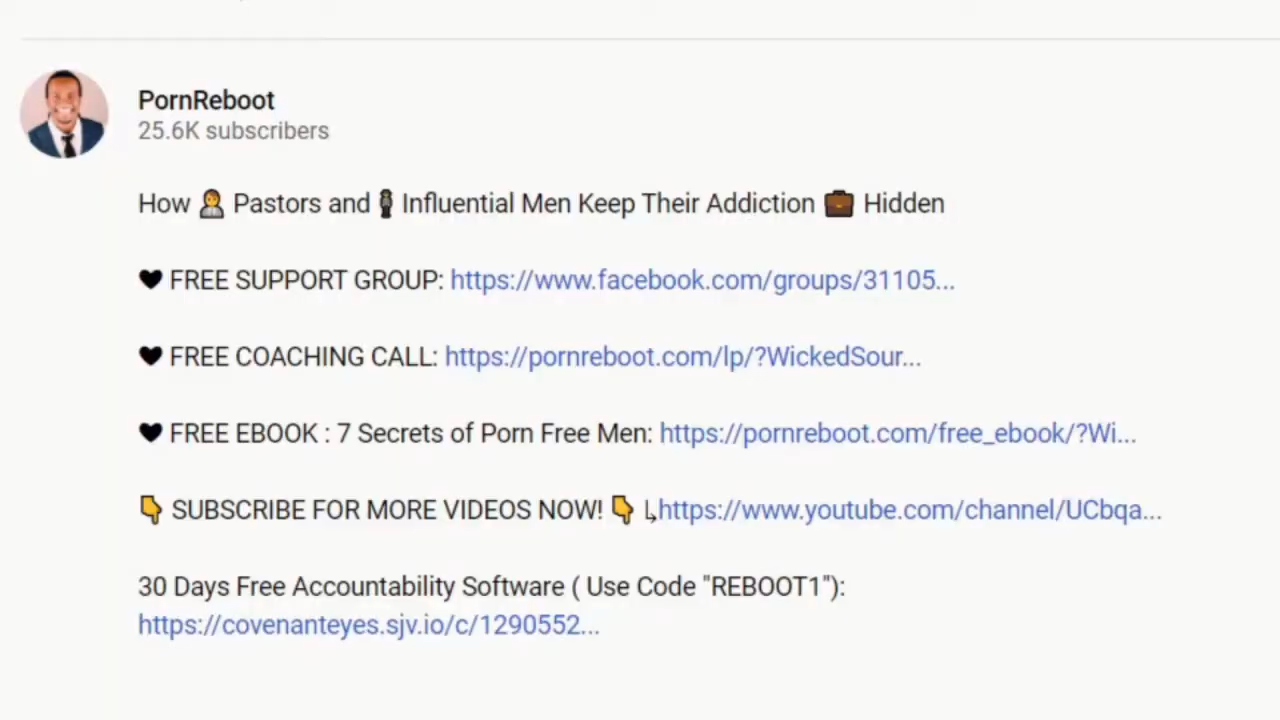 PornReboot
25.6K subscribers
How 👨‍💼 Pastors and 🕴 Influential Men Keep Their Addiction 💼 Hidden
🖤 FREE SUPPORT GROUP: https://www.facebook.com/groups/31105...
🖤 FREE COACHING CALL: https://pornreboot.com/lp/?WickedSour...
🖤 FREE EBOOK : 7 Secrets of Porn Free Men: https://pornreboot.com/free_ebook/?Wi...
👇 SUBSCRIBE FOR MORE VIDEOS NOW! 👇 ↳https://www.youtube.com/channel/UCbqa...
30 Days Free Accountability Software ( Use Code "REBOOT1"):
https://covenanteyes.sjv.io/c/1290552...